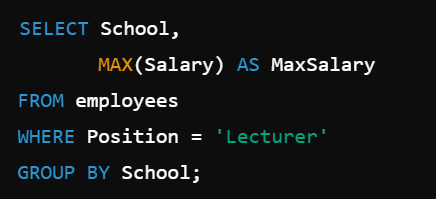 SELECT School,
MAX(Salary) AS MaxSalary
FROM employees
WHERE Position = 'Lecturer'
GROUP BY School;